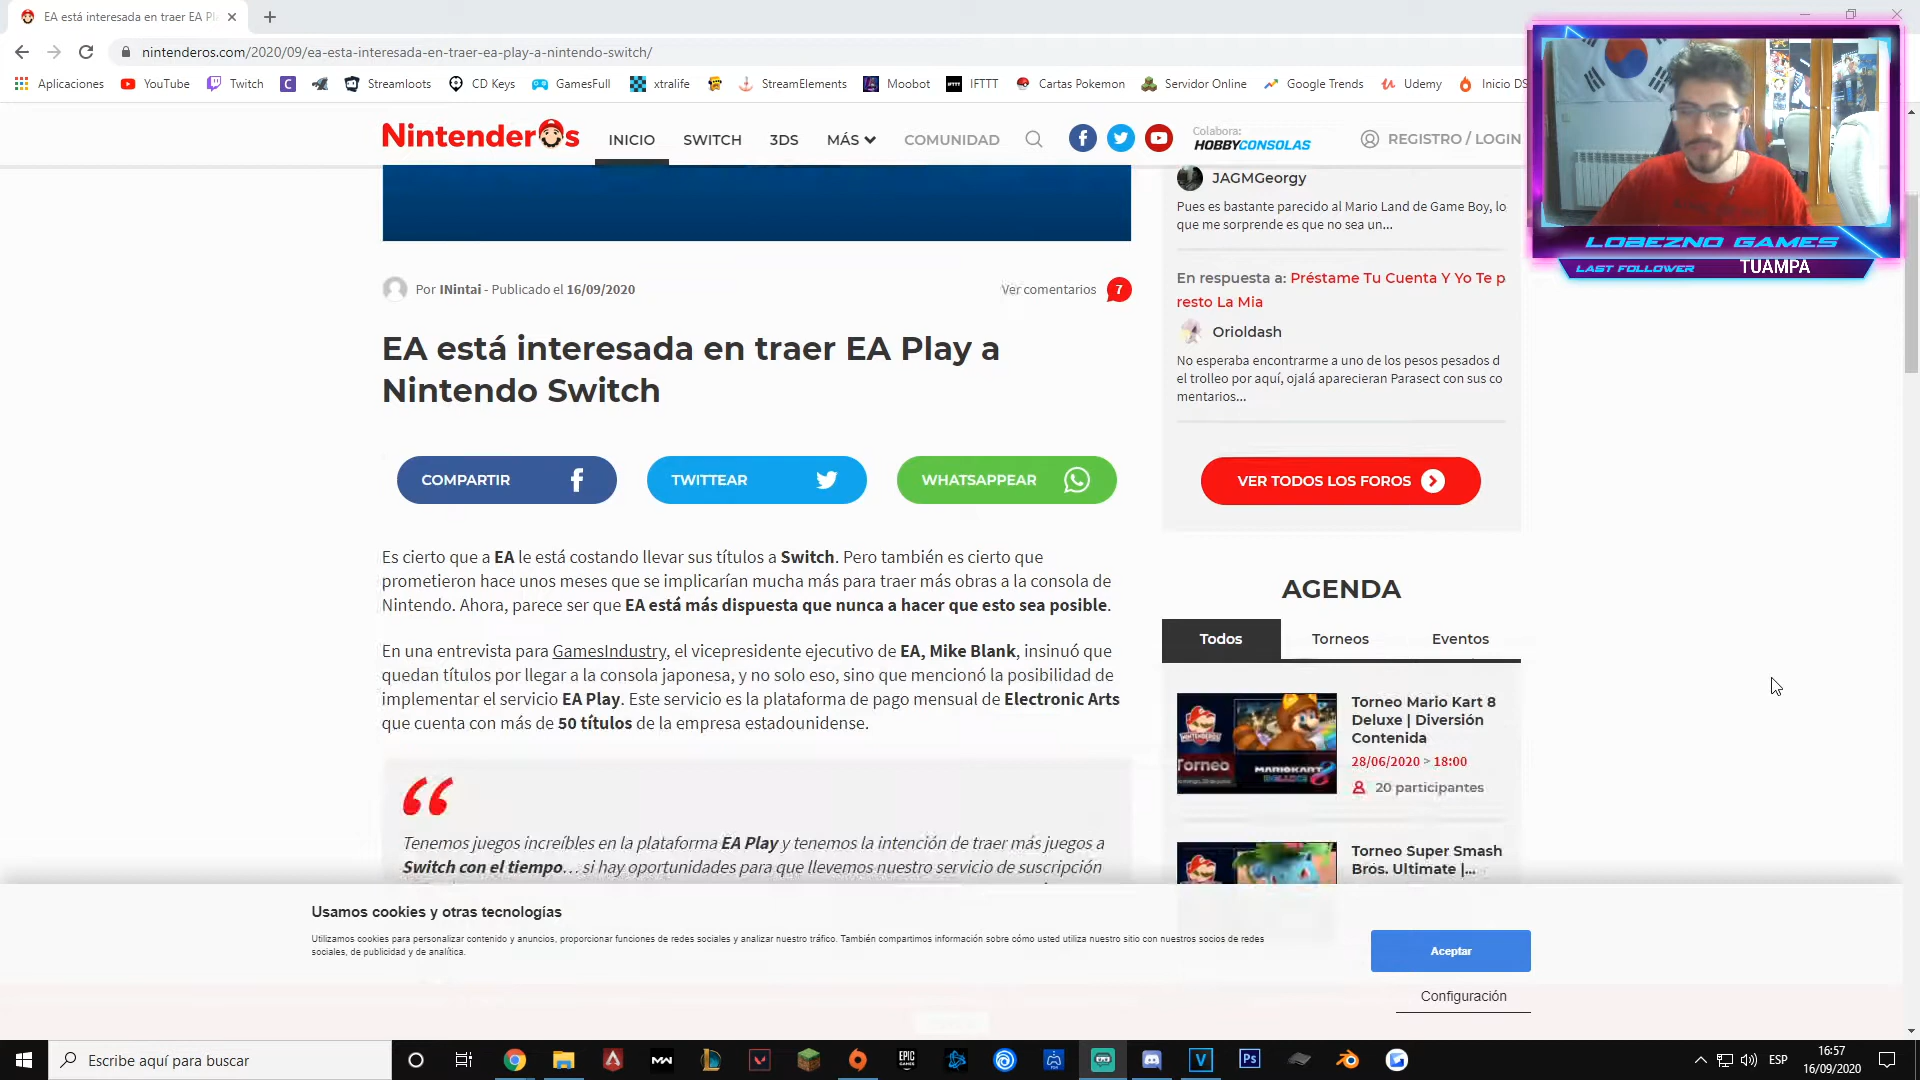 EA está interesada en traer EA Pl
nintenderos.com/2020/09/ea-esta-interesada-en-traer-ea-play-a-nintendo-switch/
Aplicaciones YouTube Twitch Streamloots CD Keys GamesFull xtralife StreamElements Moobot IFTTT Cartas Pokemon Servidor Online Google Trends Udemy Inicio DS
Nintenderos INICIO SWITCH 3DS MÁS COMUNIDAD Colabora: HOBBYCONSOLAS REGISTRO / LOGIN
LOBEZNO GAMES
LAST FOLLOWER TUAMPA
Por INintai - Publicado el 16/09/2020
Ver comentarios 7
EA está interesada en traer EA Play a
Nintendo Switch
COMPARTIR TWITTEAR WHATSAPPEAR
Es cierto que a EA le está costando llevar sus títulos a Switch. Pero también es cierto que
prometieron hace unos meses que se implicarían mucha más para traer más obras a la consola de
Nintendo. Ahora, parece ser que EA está más dispuesta que nunca a hacer que esto sea posible.
En una entrevista para GamesIndustry, el vicepresidente ejecutivo de EA, Mike Blank, insinuó que
quedan títulos por llegar a la consola japonesa, y no solo eso, sino que mencionó la posibilidad de
implementar el servicio EA Play. Este servicio es la plataforma de pago mensual de Electronic Arts
que cuenta con más de 50 títulos de la empresa estadounidense.
Tenemos juegos increíbles en la plataforma EA Play y tenemos la intención de traer más juegos a
Switch con el tiempo… si hay oportunidades para que llevemos nuestro servicio de suscripción
JAGMGeorgy
Pues es bastante parecido al Mario Land de Game Boy, lo
que me sorprende es que no sea un...
En respuesta a: Préstame Tu Cuenta Y Yo Te p
resto La Mia
Orioldash
No esperaba encontrarme a uno de los pesos pesados d
el trolleo por aquí, ojalá aparecieran Parasect con sus co
mentarios...
VER TODOS LOS FOROS
AGENDA
Todos Torneos Eventos
Torneo
MARIOKART 8
DELUXE
Torneo Mario Kart 8
Deluxe | Diversión
Contenida
28/06/2020 > 18:00
20 participantes
Torneo Super Smash
Bros. Ultimate |...
Usamos cookies y otras tecnologías
Utilizamos cookies para personalizar contenido y anuncios, proporcionar funciones de redes sociales y analizar nuestro tráfico. También compartimos información sobre cómo usted utiliza nuestro sitio con nuestros socios de redes
sociales, de publicidad y de analítica.
Aceptar
Configuración
Escribe aquí para buscar
EPIC
GAMES
Ps
ESP
16:57
16/09/2020